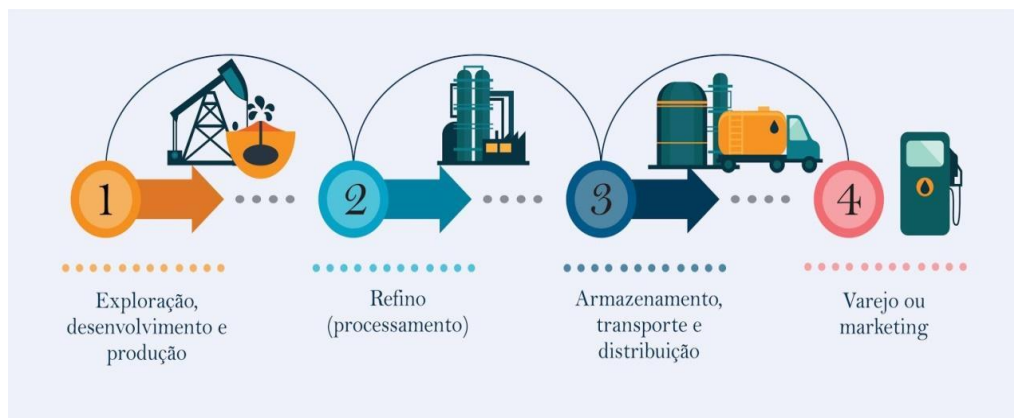 1
2
3
4
Exploração,
desenvolvimento e
produção
Refino
(processamento)
Armazenamento,
transporte e
distribuição
Varejo ou
marketing